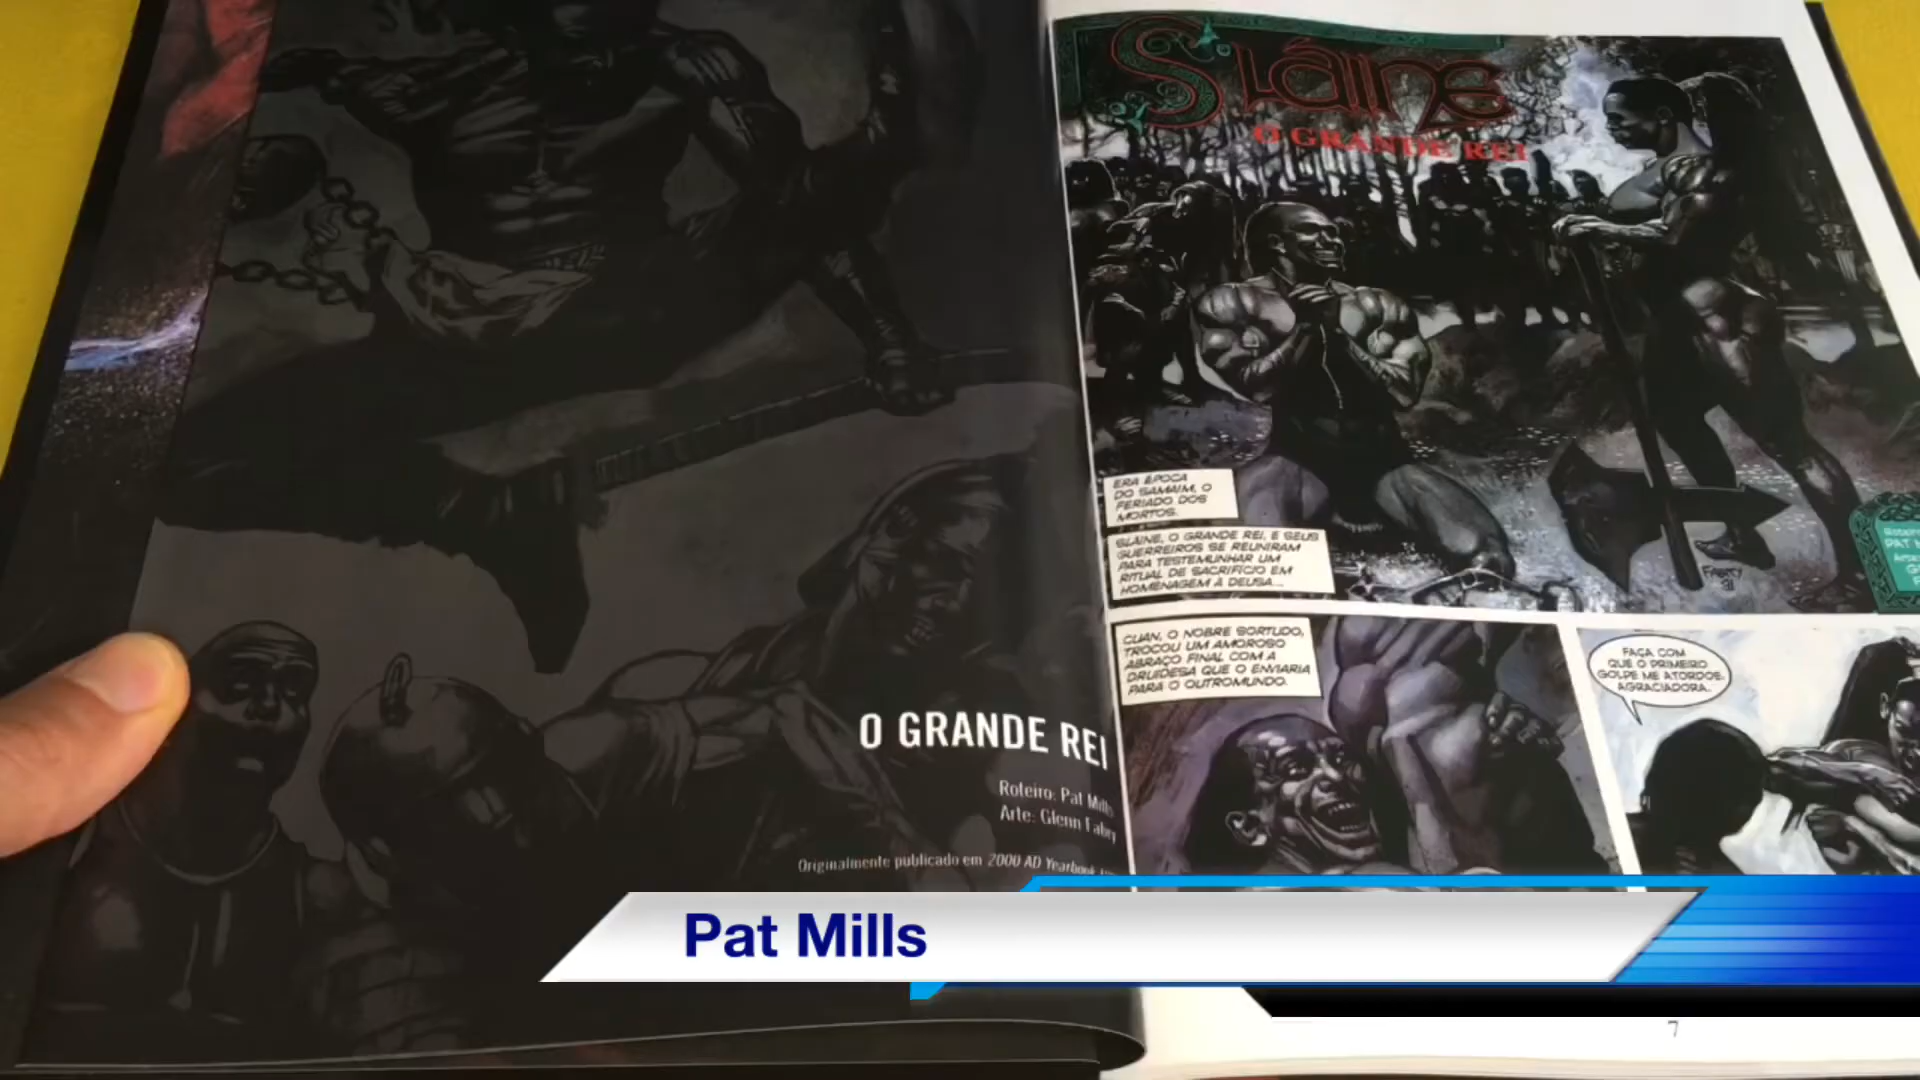 O GRANDE REI
Roteiro: Pat Mills
Arte: Glenn Fabry
Originalmente publicado em 2000 AD Yearbook
Sláine
O GRANDE REI
ERA ÉPOCA
DO SAMAIM, O
FERIADO DOS
MORTOS.
SLÁINE, O GRANDE REI, E SEUS
GUERREIROS SE REUNIRAM
PARA TESTEMUNHAR UM
RITUAL DE SACRIFÍCIO EM
HOMENAGEM À DEUSA...
FABRY
91
CUAN, O NOBRE SORTUDO,
TROCOU UM AMOROSO
ABRAÇO FINAL COM A
DRUIDESA QUE O ENVIARIA
PARA O OUTROMUNDO.
FAÇA COM
QUE O PRIMEIRO
GOLPE ME ATORDOE,
AGRACIADORA.
Pat Mills
7